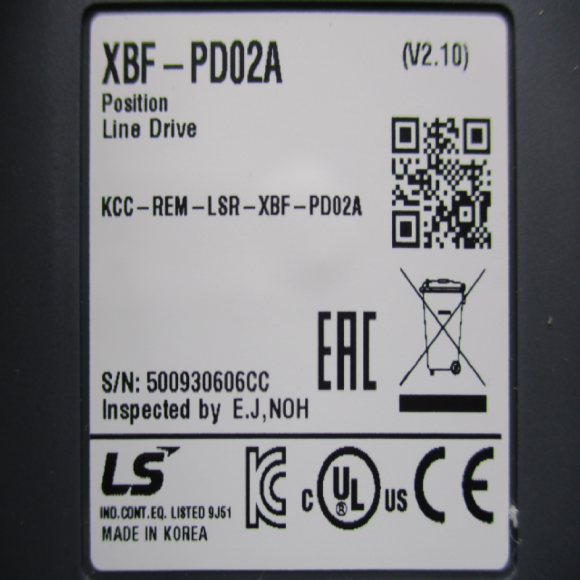 XBF-PD02A (V2.10)
Position
Line Drive
KCC-REM-LSR-XBF-PD02A
EAC
S/N: 500930606CC
Inspected by E.J,NOH
LS
IND.CONT.EQ. LISTED 9J51
MADE IN KOREA
KC
C UL ® US
CE